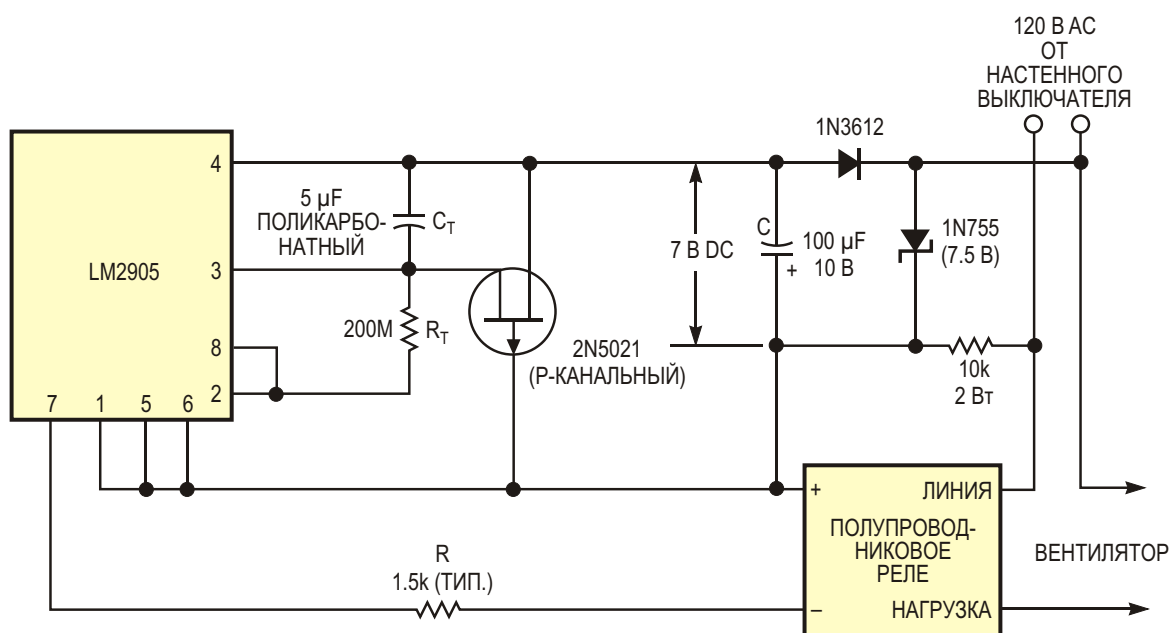 120 В AC
ОТ
НАСТЕННОГО
ВЫКЛЮЧАТЕЛЯ
1N3612
4
5 µF
ПОЛИКАРБО-
НАТНЫЙ
CT
C
100 µF
10 В
+
7 В DC
1N755
(7.5 В)
LM2905
3
200M
RT
2N5021
(P-КАНАЛЬНЫЙ)
10k
2 Вт
8
2
7
1
5
6
+
ЛИНИЯ
ПОЛУПРОВОД-
НИКОВОЕ
РЕЛЕ
–
НАГРУЗКА
ВЕНТИЛЯТОР
R
1.5k (ТИП.)